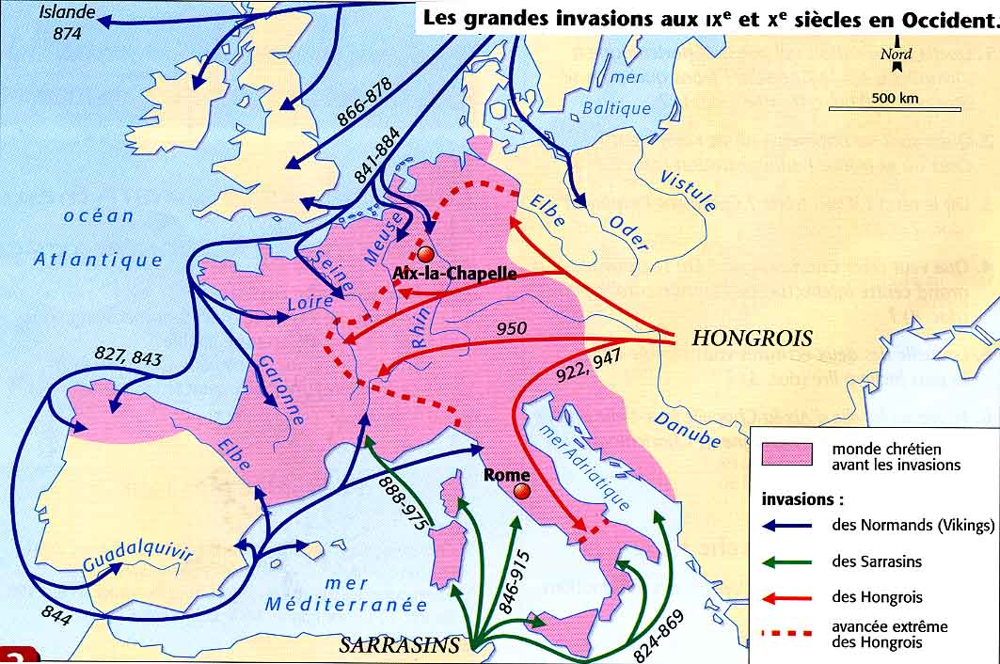 Les grandes invasions aux IXe et Xe siècles en Occident.
Islande
874
Nord
500 km
mer
Baltique
866-878
841-884
océan
Atlantique
Vistule
Elbe
Oder
Meuse
Seine
Aix-la-Chapelle
Loire
Rhin
950
HONGROIS
922, 947
827, 843
Garonne
Danube
mer Adriatique
Elbe
Rome
888-975
Guadalquivir
mer
Méditerranée
846-915
844
SARRASINS
824-869
monde chrétien
avant les invasions
invasions :
des Normands (Vikings)
des Sarrasins
des Hongrois
avancée extrême
des Hongrois